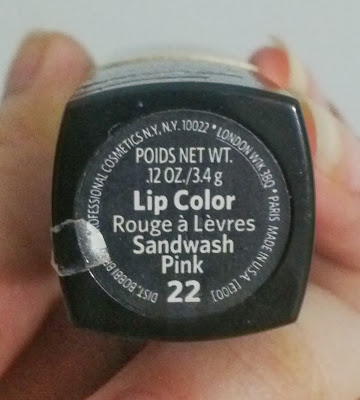 POIDS NET WT.
.12 OZ./3.4 g
Lip Color
Rouge à Lèvres
Sandwash
Pink
22
DIST. BOBBI PROFESSIONAL COSMETICS N.Y., N.Y. 10022 * LONDON W1K 3BQ * PARIS MADE IN U.S.A. [E100]